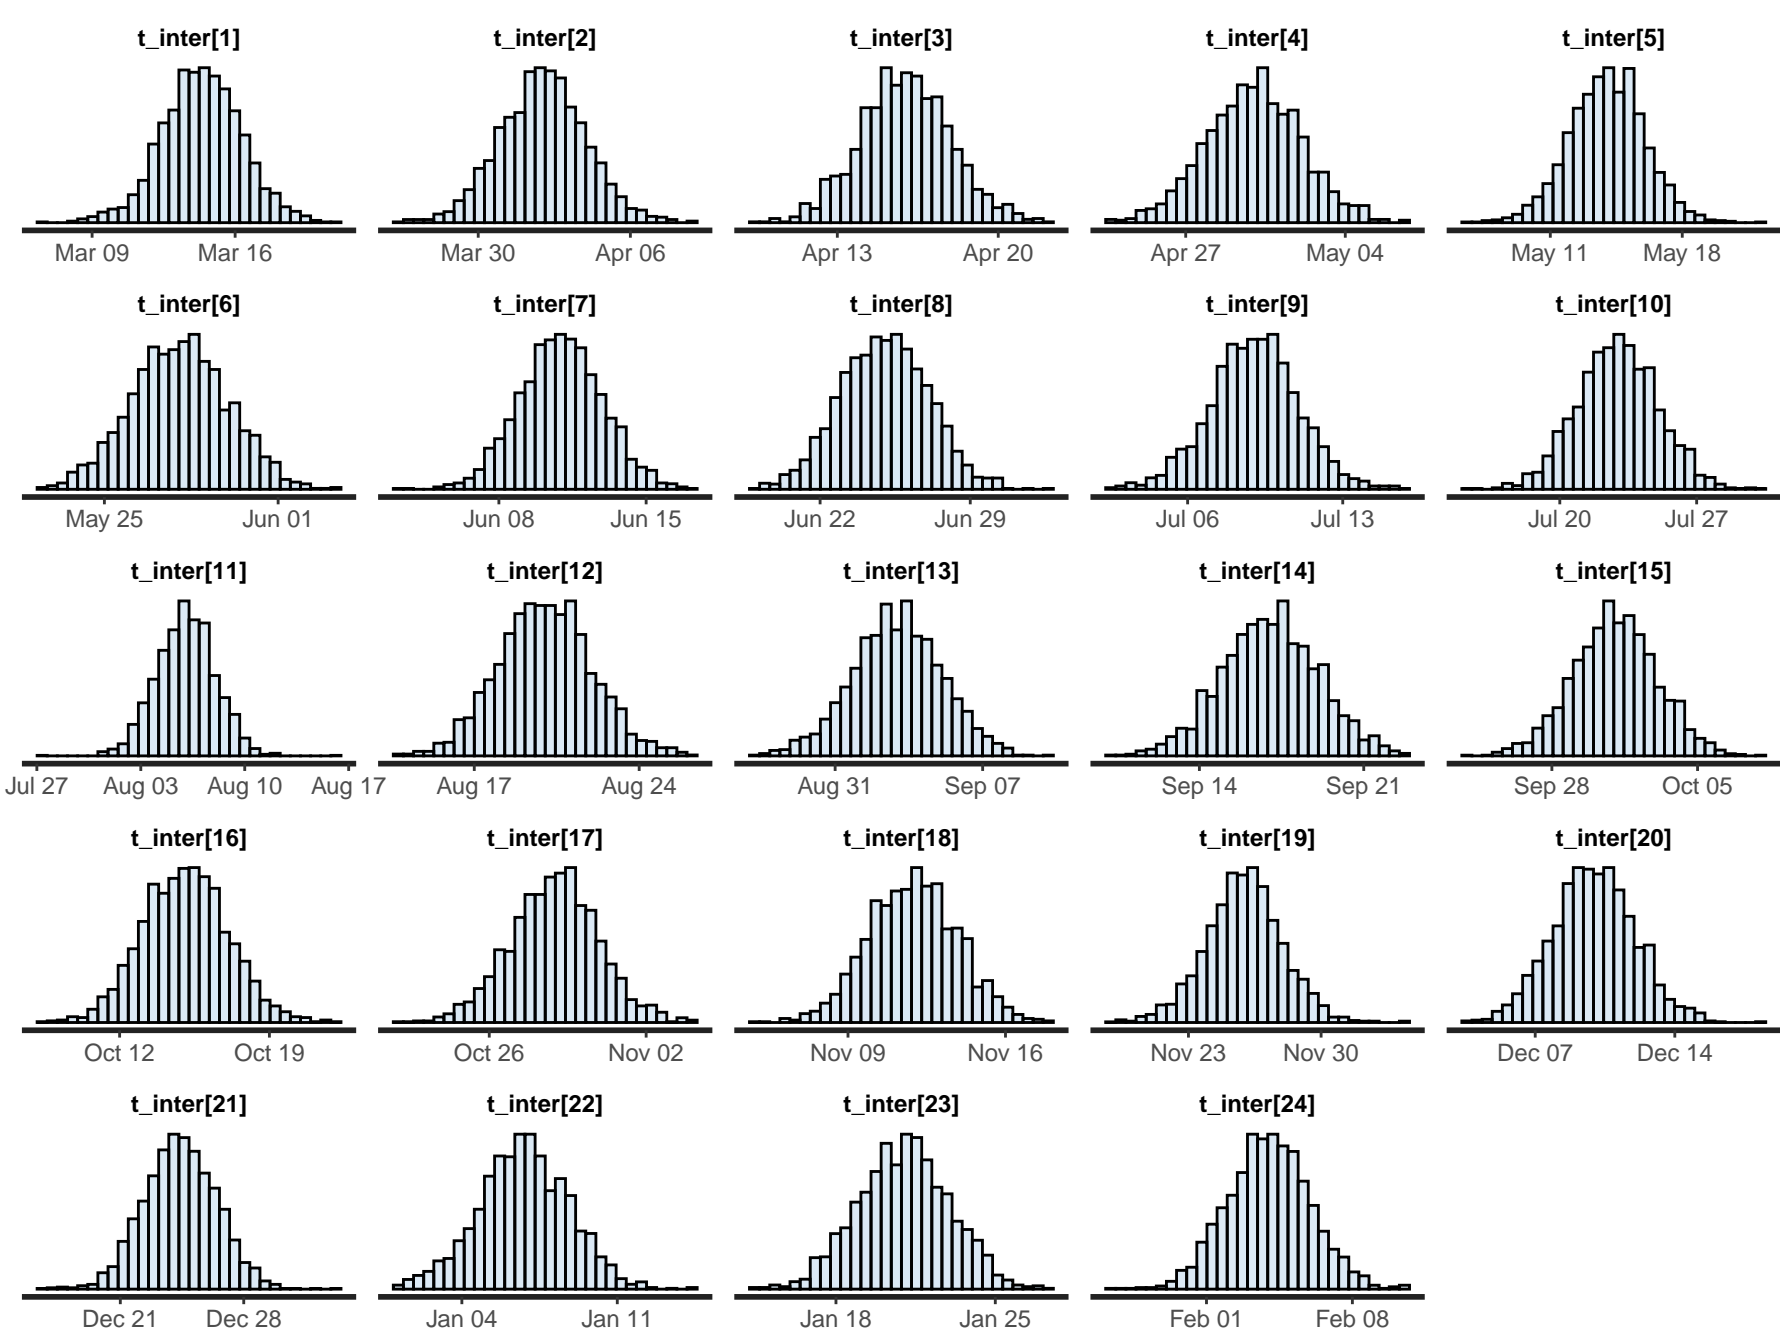 t_inter[1] t_inter[2] t_inter[3] t_inter[4] t_inter[5]
Mar 09 Mar 16 Mar 30 Apr 06 Apr 13 Apr 20 Apr 27 May 04 May 11 May 18
t_inter[6] t_inter[7] t_inter[8] t_inter[9] t_inter[10]
May 25 Jun 01 Jun 08 Jun 15 Jun 22 Jun 29 Jul 06 Jul 13 Jul 20 Jul 27
t_inter[11] t_inter[12] t_inter[13] t_inter[14] t_inter[15]
Jul 27 Aug 03 Aug 10 Aug 17 Aug 17 Aug 24 Aug 31 Sep 07 Sep 14 Sep 21 Sep 28 Oct 05
t_inter[16] t_inter[17] t_inter[18] t_inter[19] t_inter[20]
Oct 12 Oct 19 Oct 26 Nov 02 Nov 09 Nov 16 Nov 23 Nov 30 Dec 07 Dec 14
t_inter[21] t_inter[22] t_inter[23] t_inter[24]
Dec 21 Dec 28 Jan 04 Jan 11 Jan 18 Jan 25 Feb 01 Feb 08